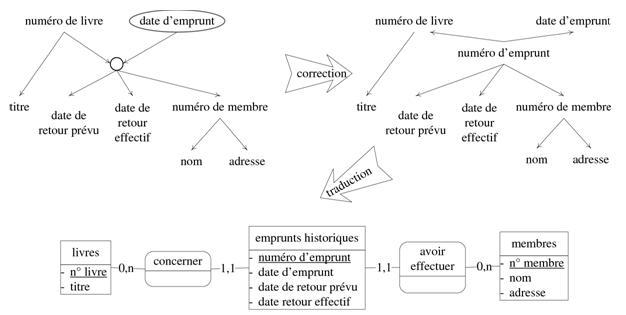 numéro de livre
date d'emprunt
titre
date de
retour prévu
date de
retour
effectif
numéro de membre
nom
adresse
correction
numéro de livre
date d'emprunt
numéro d'emprunt
titre
date de
retour prévu
date de
retour
effectif
numéro de membre
nom
adresse
traduction
livres
- n° livre
- titre
0,n
concerner
1,1
emprunts historiques
- numéro d'emprunt
- date d'emprunt
- date de retour prévu
- date retour effectif
1,1
avoir
effectuer
0,n
membres
- n° membre
- nom
- adresse